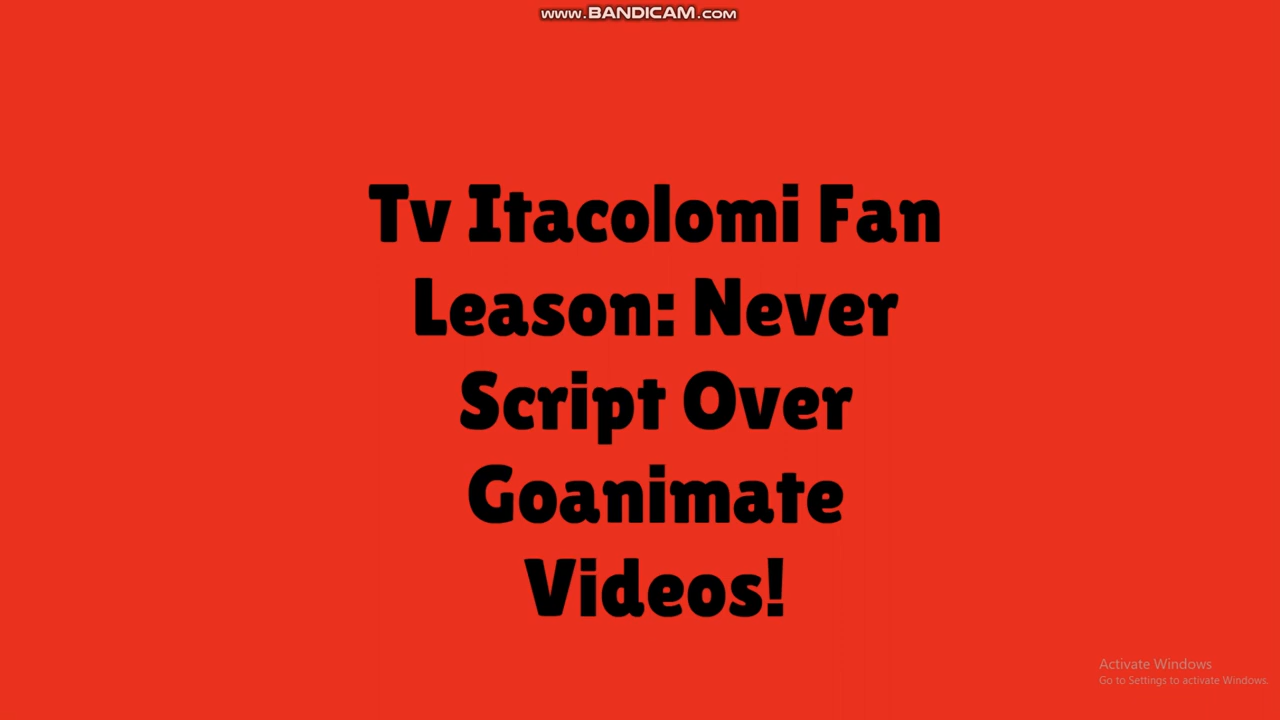 www.BANDICAM.com
Tv Itacolomi Fan
Leason: Never
Script Over
Goanimate
Videos!
Activate Windows
Go to Settings to activate Windows.